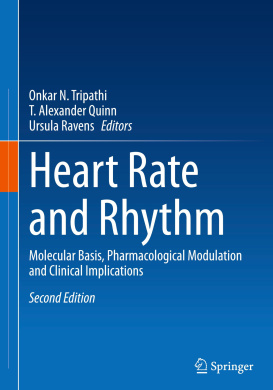 Onkar N. Tripathi
T. Alexander Quinn
Ursula Ravens Editors
Heart Rate
and Rhythm
Molecular Basis, Pharmacological Modulation
and Clinical Implications
Second Edition
Springer